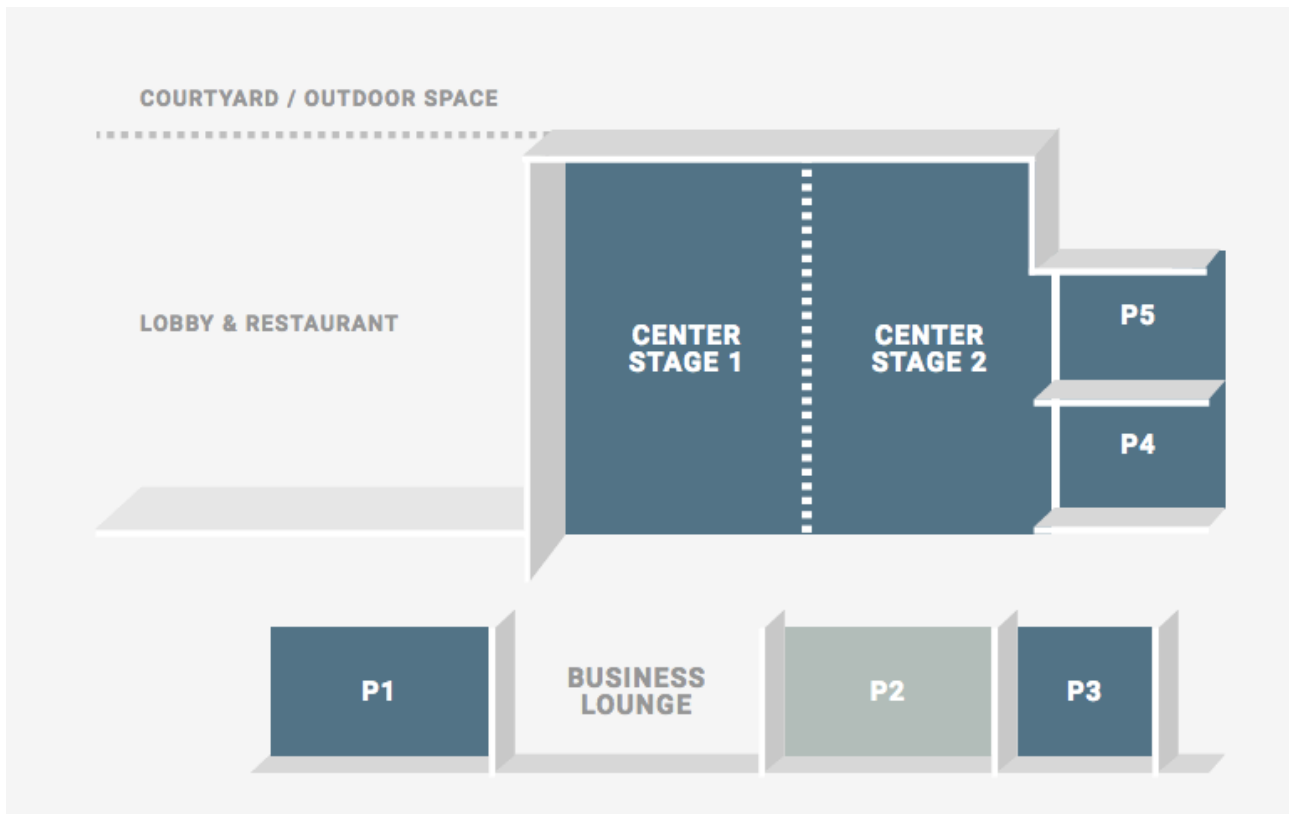 COURTYARD / OUTDOOR SPACE
LOBBY & RESTAURANT
CENTER
STAGE 1
CENTER
STAGE 2
P5
P4
P1
BUSINESS
LOUNGE
P2
P3